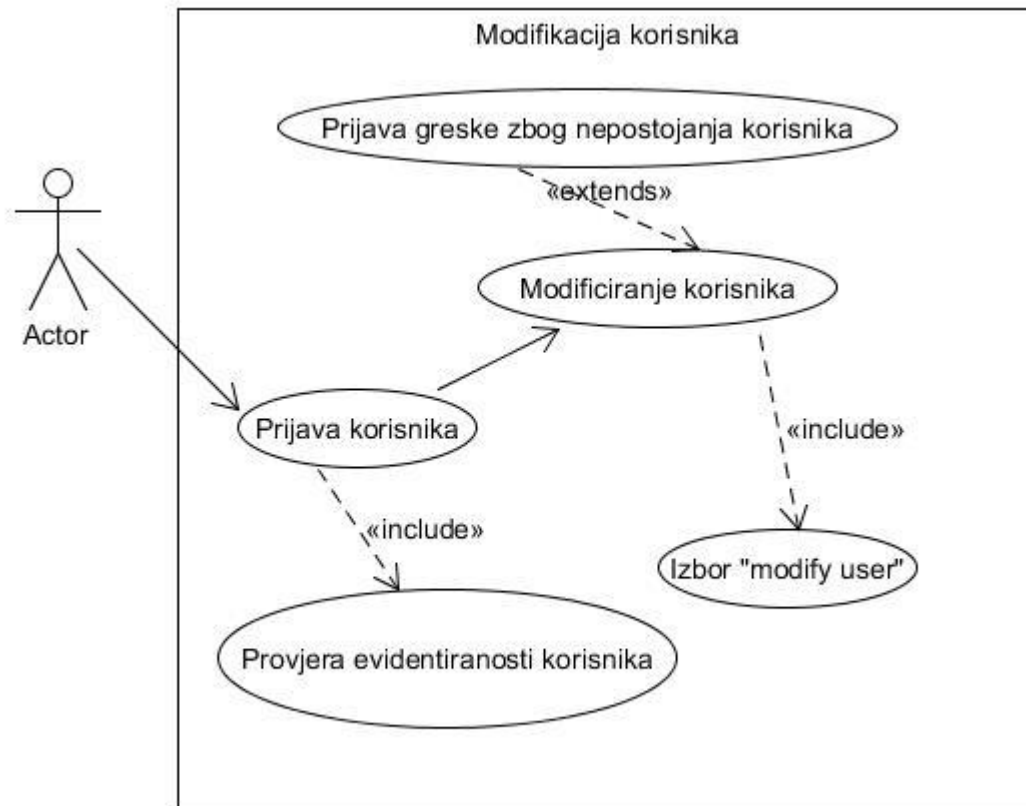 Modifikacija korisnika
Prijava greske zbog nepostojanja korisnika
«extends»
Modificiranje korisnika
Actor
Prijava korisnika
«include»
«include»
Izbor "modify user"
Provjera evidentiranosti korisnika